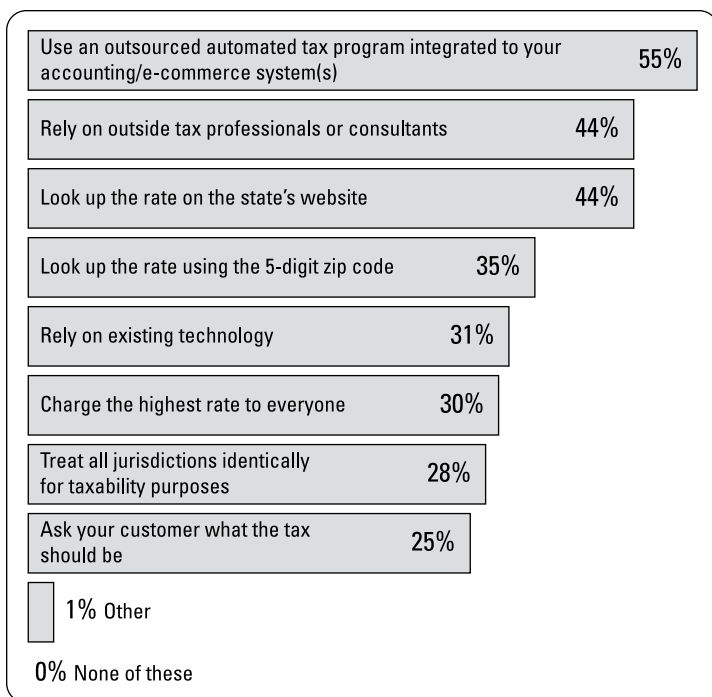 Use an outsourced automated tax program integrated to your
accounting/e-commerce system(s) 55%
Rely on outside tax professionals or consultants 44%
Look up the rate on the state's website 44%
Look up the rate using the 5-digit zip code 35%
Rely on existing technology 31%
Charge the highest rate to everyone 30%
Treat all jurisdictions identically
for taxability purposes 28%
Ask your customer what the tax
should be 25%
1% Other
0% None of these